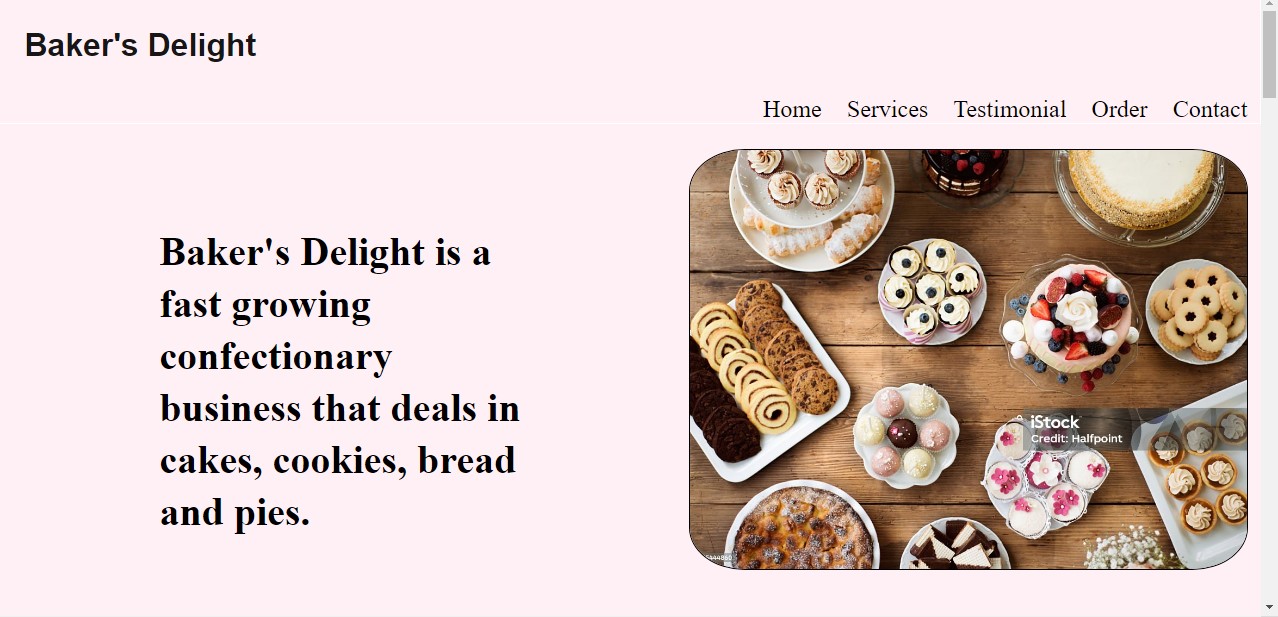 Baker's Delight
Home Services Testimonial Order Contact
Baker's Delight is a
fast growing
confectionary
business that deals in
cakes, cookies, bread
and pies.
iStock
Credit: Halfpoint